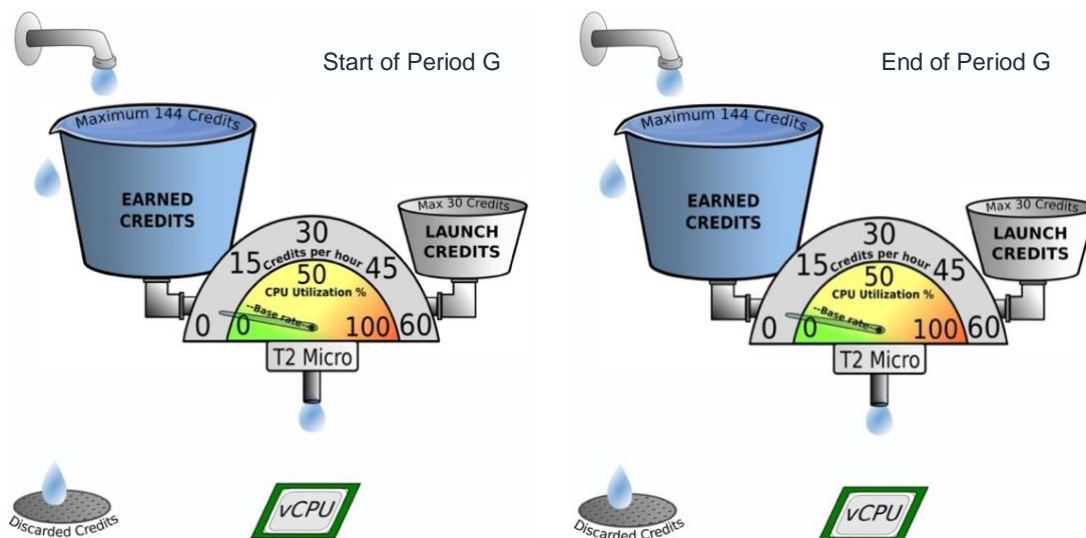 Start of Period G
Maximum 144 Credits
EARNED
CREDITS
Max 30 Credits
LAUNCH
CREDITS
0
15
30
45
60
Credits per hour
50
CPU Utilization %
--Base rate--
0
100
T2 Micro
Discarded Credits
vCPU
End of Period G
Maximum 144 Credits
EARNED
CREDITS
Max 30 Credits
LAUNCH
CREDITS
0
15
30
45
60
Credits per hour
50
CPU Utilization %
--Base rate--
0
100
T2 Micro
Discarded Credits
vCPU